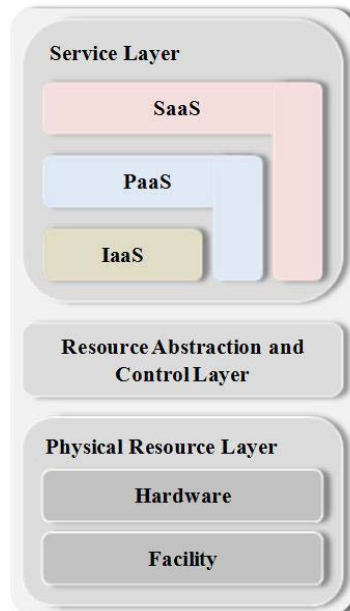 Service Layer
SaaS
PaaS
IaaS
Resource Abstraction and
Control Layer
Physical Resource Layer
Hardware
Facility